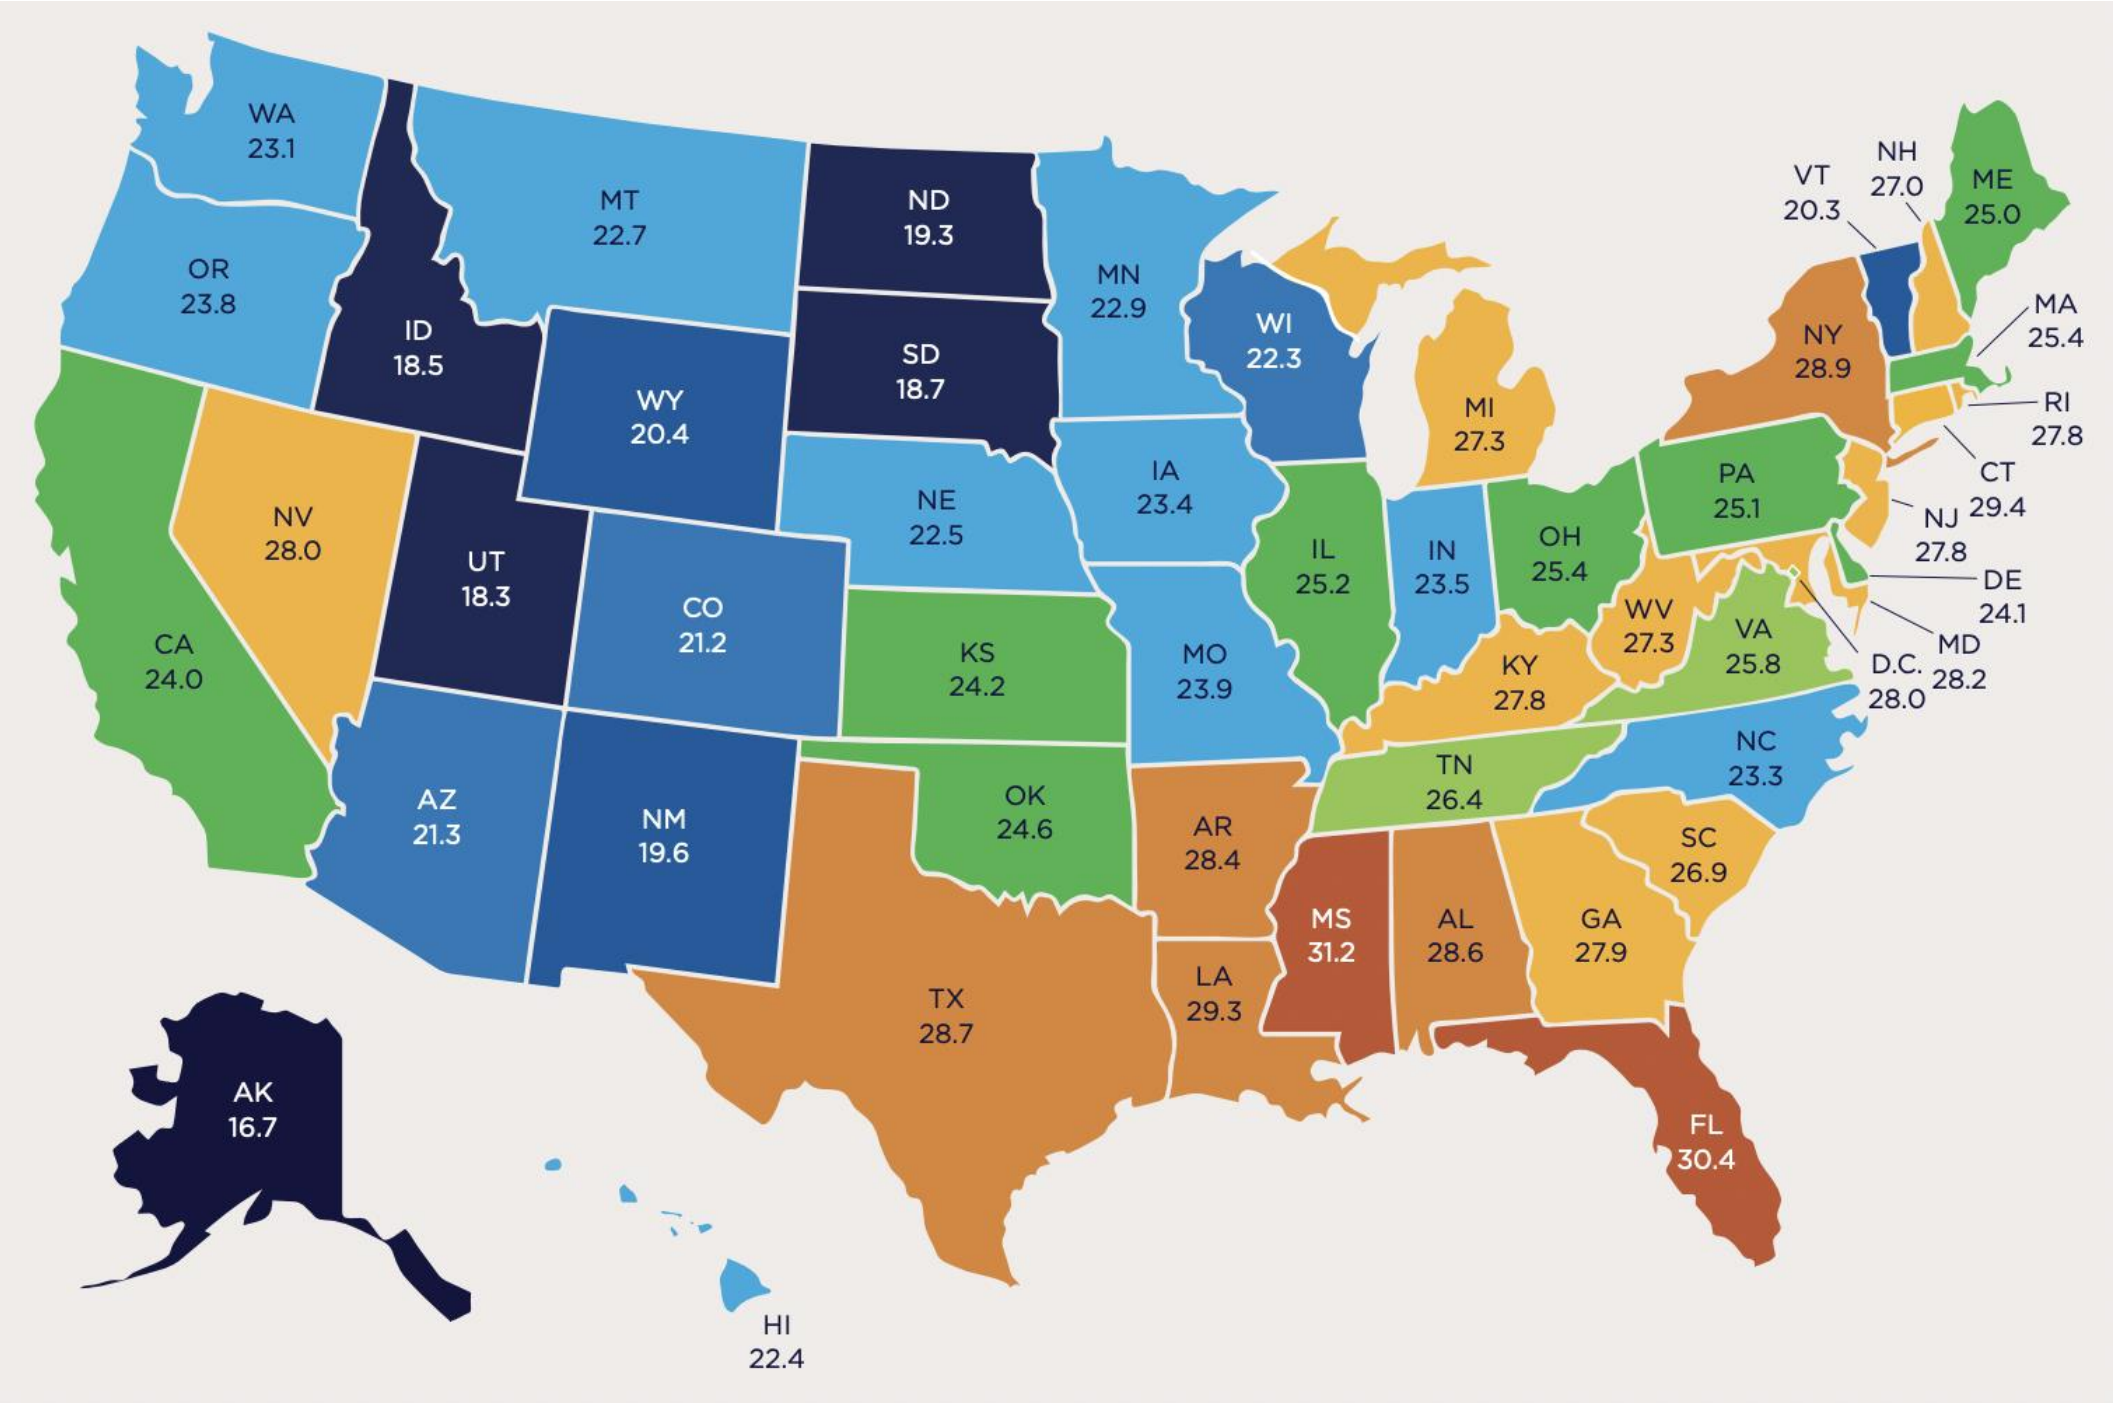 WA
23.1
OR
23.8
CA
24.0
NV
28.0
ID
18.5
MT
22.7
WY
20.4
UT
18.3
CO
21.2
AZ
21.3
NM
19.6
ND
19.3
SD
18.7
NE
22.5
KS
24.2
OK
24.6
TX
28.7
MN
22.9
IA
23.4
MO
23.9
AR
28.4
LA
29.3
WI
22.3
IL
25.2
MI
27.3
IN
23.5
OH
25.4
KY
27.8
TN
26.4
MS
31.2
AL
28.6
GA
27.9
FL
30.4
SC
26.9
NC
23.3
VA
25.8
WV
27.3
PA
25.1
NY
28.9
VT
20.3
NH
27.0
ME
25.0
MA
25.4
RI
27.8
CT
29.4
NJ
27.8
DE
24.1
MD
28.2
D.C.
28.0
AK
16.7
HI
22.4